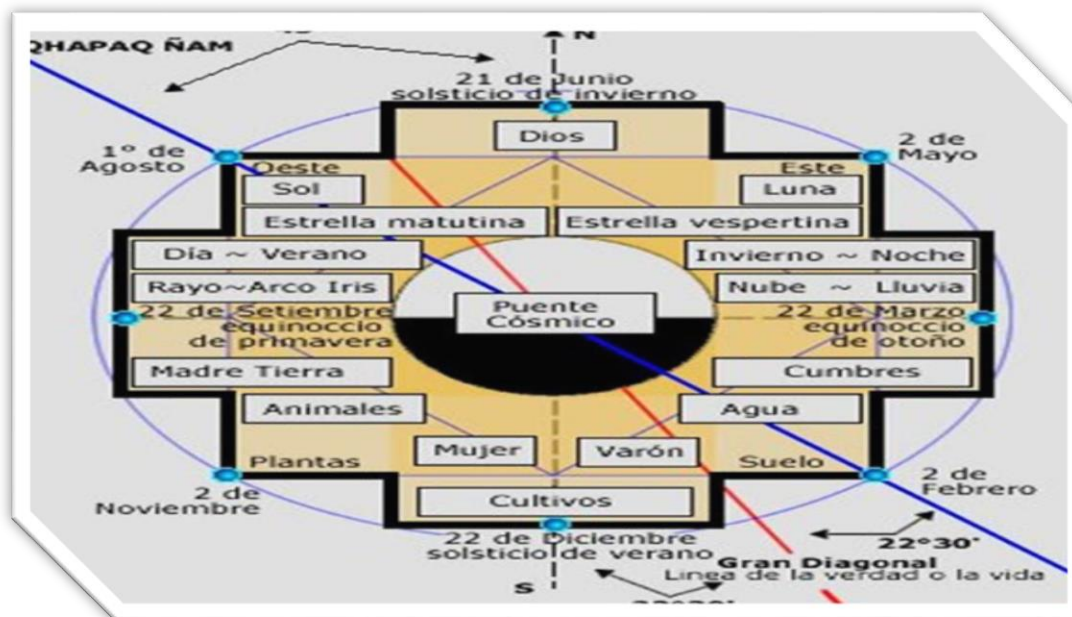 N
QHAPAQ ÑAM
21 de Junio
solsticio de invierno
Dios
1º de
Agosto
2 de
Mayo
Oeste
Este
Sol
Luna
Estrella matutina
Estrella vespertina
Día ~ Verano
Invierno ~ Noche
Rayo~Arco Iris
Nube ~ Lluvia
Puente
Cósmico
22 de Setiembre
equinoccio
de primavera
22 de Marzo
equinoccio
de otoño
Madre Tierra
Cumbres
Animales
Agua
Mujer
Varón
Plantas
Suelo
Cultivos
2 de
Noviembre
2 de
Febrero
22 de Diciembre
solsticio de verano
22°30'
Gran Diagonal
Linea de la verdad o la vida
S